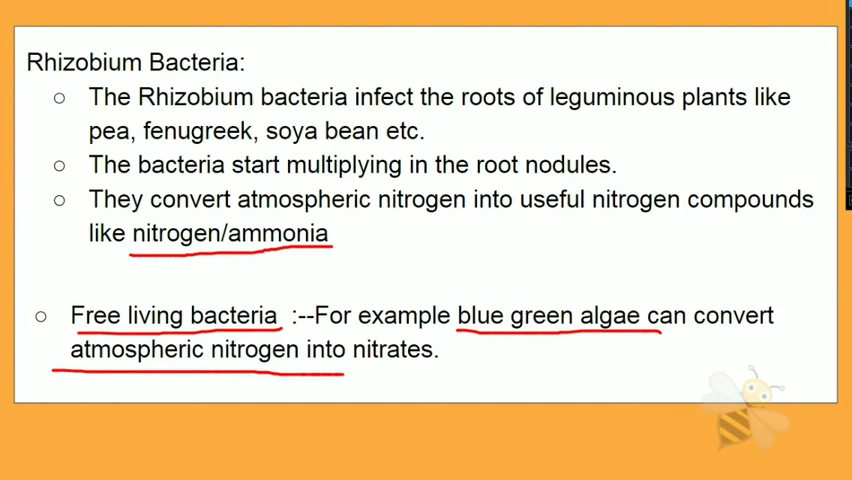 Rhizobium Bacteria:
○ The Rhizobium bacteria infect the roots of leguminous plants like
pea, fenugreek, soya bean etc.
○ The bacteria start multiplying in the root nodules.
○ They convert atmospheric nitrogen into useful nitrogen compounds
like nitrogen/ammonia
○ Free living bacteria :--For example blue green algae can convert
atmospheric nitrogen into nitrates.